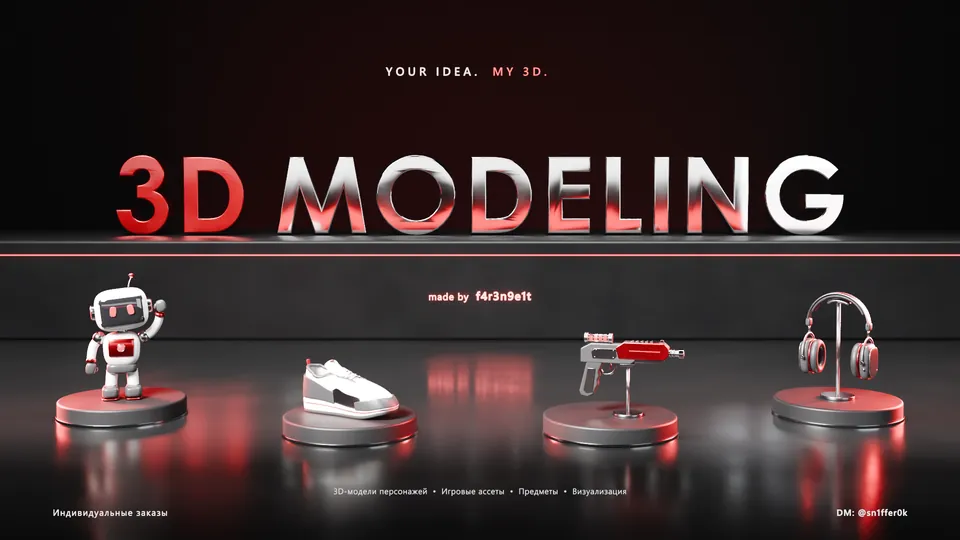 YOUR IDEA. MY 3D.
3D MODELING
made by f4r3n9e1t
3D-модели персонажей • Игровые ассеты • Предметы • Визуализация
Индивидуальные заказы
DM: @sn1ffer0k